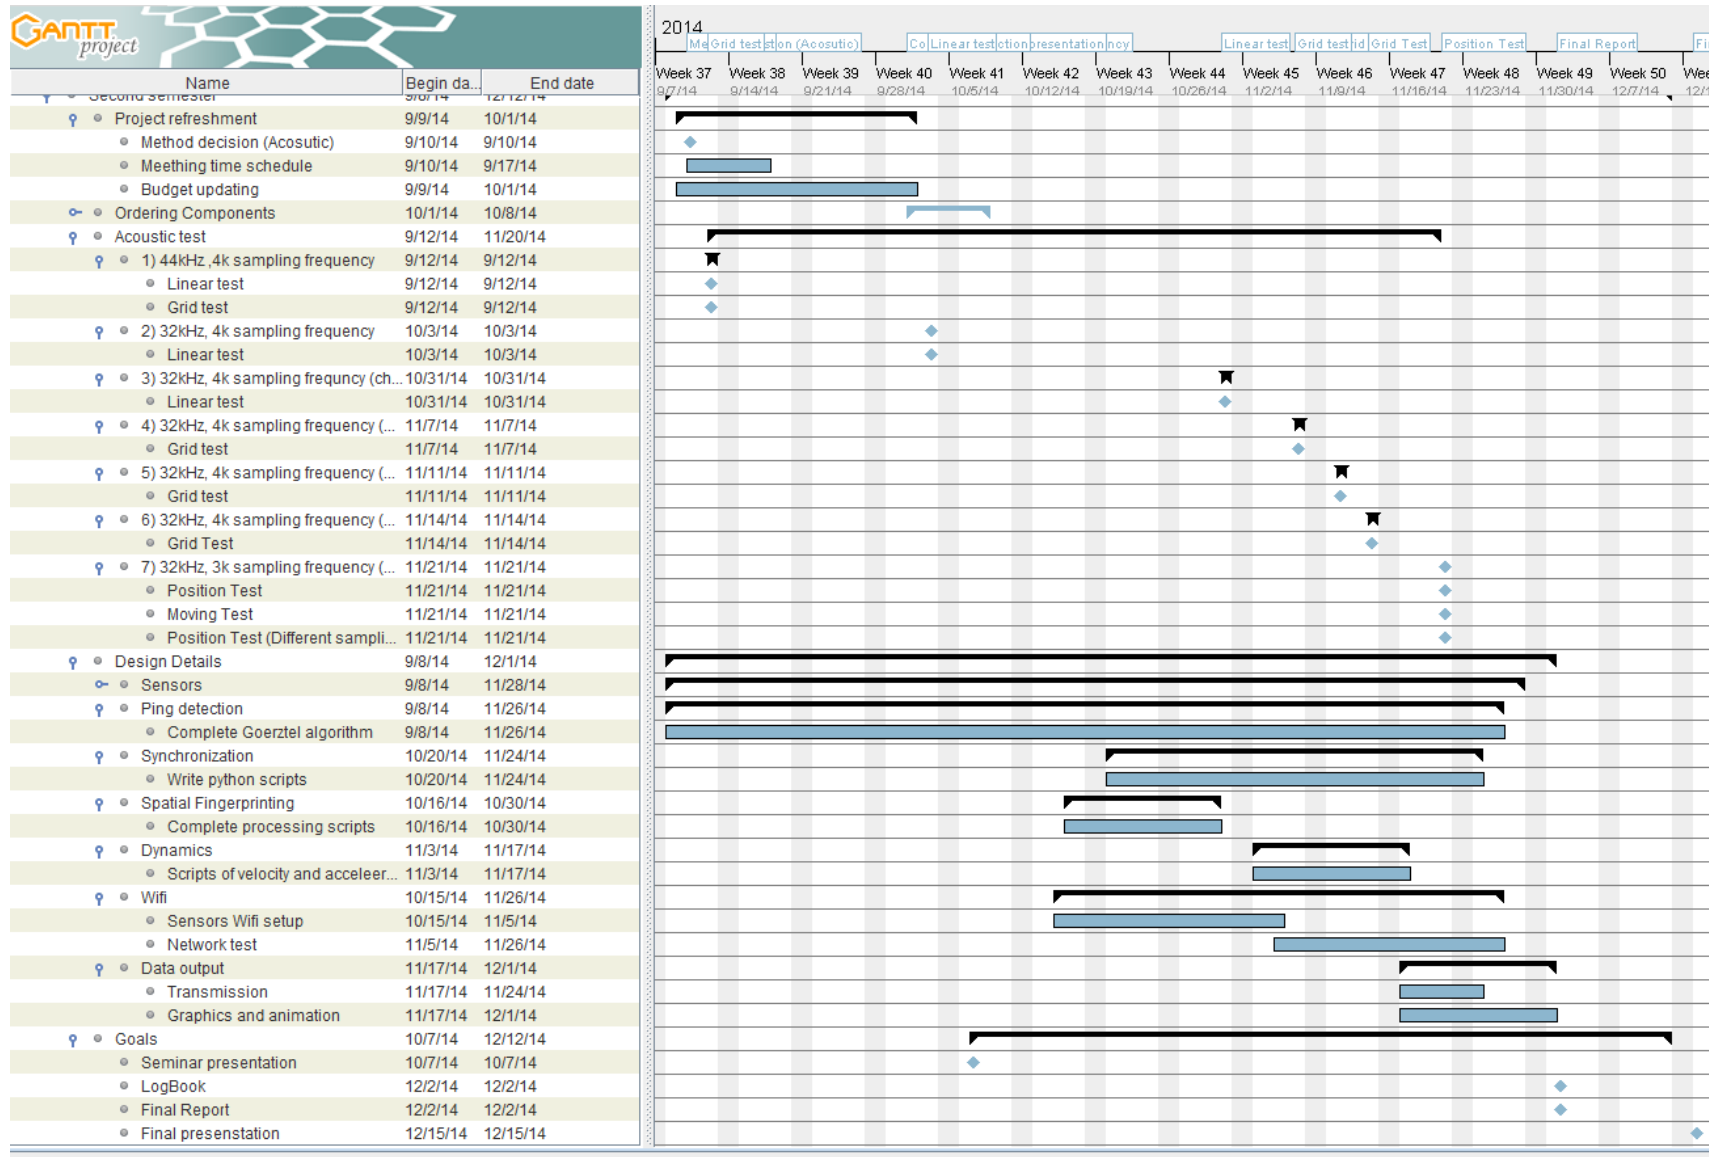 GANTT
project
2014
Me Grid test st on (Acosutic) Co Linear test ction presentation ncy Linear test Grid test id Grid Test Position Test Final Report Fi
Name Begin da... End date
Week 37 Week 38 Week 39 Week 40 Week 41 Week 42 Week 43 Week 44 Week 45 Week 46 Week 47 Week 48 Week 49 Week 50 Wee
9/7/14 9/14/14 9/21/14 9/28/14 10/5/14 10/12/14 10/19/14 10/26/14 11/2/14 11/9/14 11/16/14 11/23/14 11/30/14 12/7/14 12/1
Second semester 9/8/14 12/12/14
Project refreshment 9/9/14 10/1/14
Method decision (Acosutic) 9/10/14 9/10/14
Meething time schedule 9/10/14 9/17/14
Budget updating 9/9/14 10/1/14
Ordering Components 10/1/14 10/8/14
Acoustic test 9/12/14 11/20/14
1) 44kHz ,4k sampling frequency 9/12/14 9/12/14
Linear test 9/12/14 9/12/14
Grid test 9/12/14 9/12/14
2) 32kHz, 4k sampling frequency 10/3/14 10/3/14
Linear test 10/3/14 10/3/14
3) 32kHz, 4k sampling frequncy (ch... 10/31/14 10/31/14
Linear test 10/31/14 10/31/14
4) 32kHz, 4k sampling frequency (... 11/7/14 11/7/14
Grid test 11/7/14 11/7/14
5) 32kHz, 4k sampling frequency (... 11/11/14 11/11/14
Grid test 11/11/14 11/11/14
6) 32kHz, 4k sampling frequency (... 11/14/14 11/14/14
Grid Test 11/14/14 11/14/14
7) 32kHz, 3k sampling frequency (... 11/21/14 11/21/14
Position Test 11/21/14 11/21/14
Moving Test 11/21/14 11/21/14
Position Test (Different sampli... 11/21/14 11/21/14
Design Details 9/8/14 12/1/14
Sensors 9/8/14 11/28/14
Ping detection 9/8/14 11/26/14
Complete Goerztel algorithm 9/8/14 11/26/14
Synchronization 10/20/14 11/24/14
Write python scripts 10/20/14 11/24/14
Spatial Fingerprinting 10/16/14 10/30/14
Complete processing scripts 10/16/14 10/30/14
Dynamics 11/3/14 11/17/14
Scripts of velocity and acceleer... 11/3/14 11/17/14
Wifi 10/15/14 11/26/14
Sensors Wifi setup 10/15/14 11/5/14
Network test 11/5/14 11/26/14
Data output 11/17/14 12/1/14
Transmission 11/17/14 11/24/14
Graphics and animation 11/17/14 12/1/14
Goals 10/7/14 12/12/14
Seminar presentation 10/7/14 10/7/14
LogBook 12/2/14 12/2/14
Final Report 12/2/14 12/2/14
Final presenstation 12/15/14 12/15/14